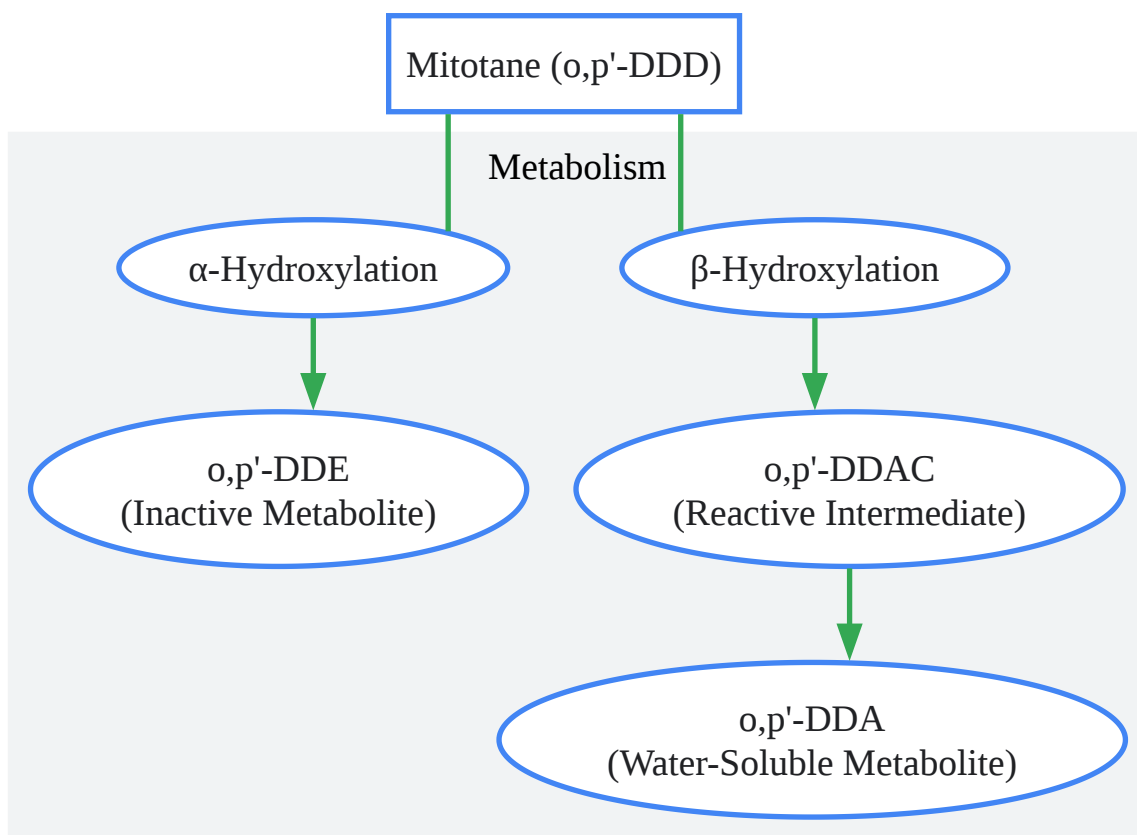 Mitotane (o,p'-DDD)
Metabolism
α-Hydroxylation
β-Hydroxylation
o,p'-DDE
(Inactive Metabolite)
o,p'-DDAC
(Reactive Intermediate)
o,p'-DDA
(Water-Soluble Metabolite)